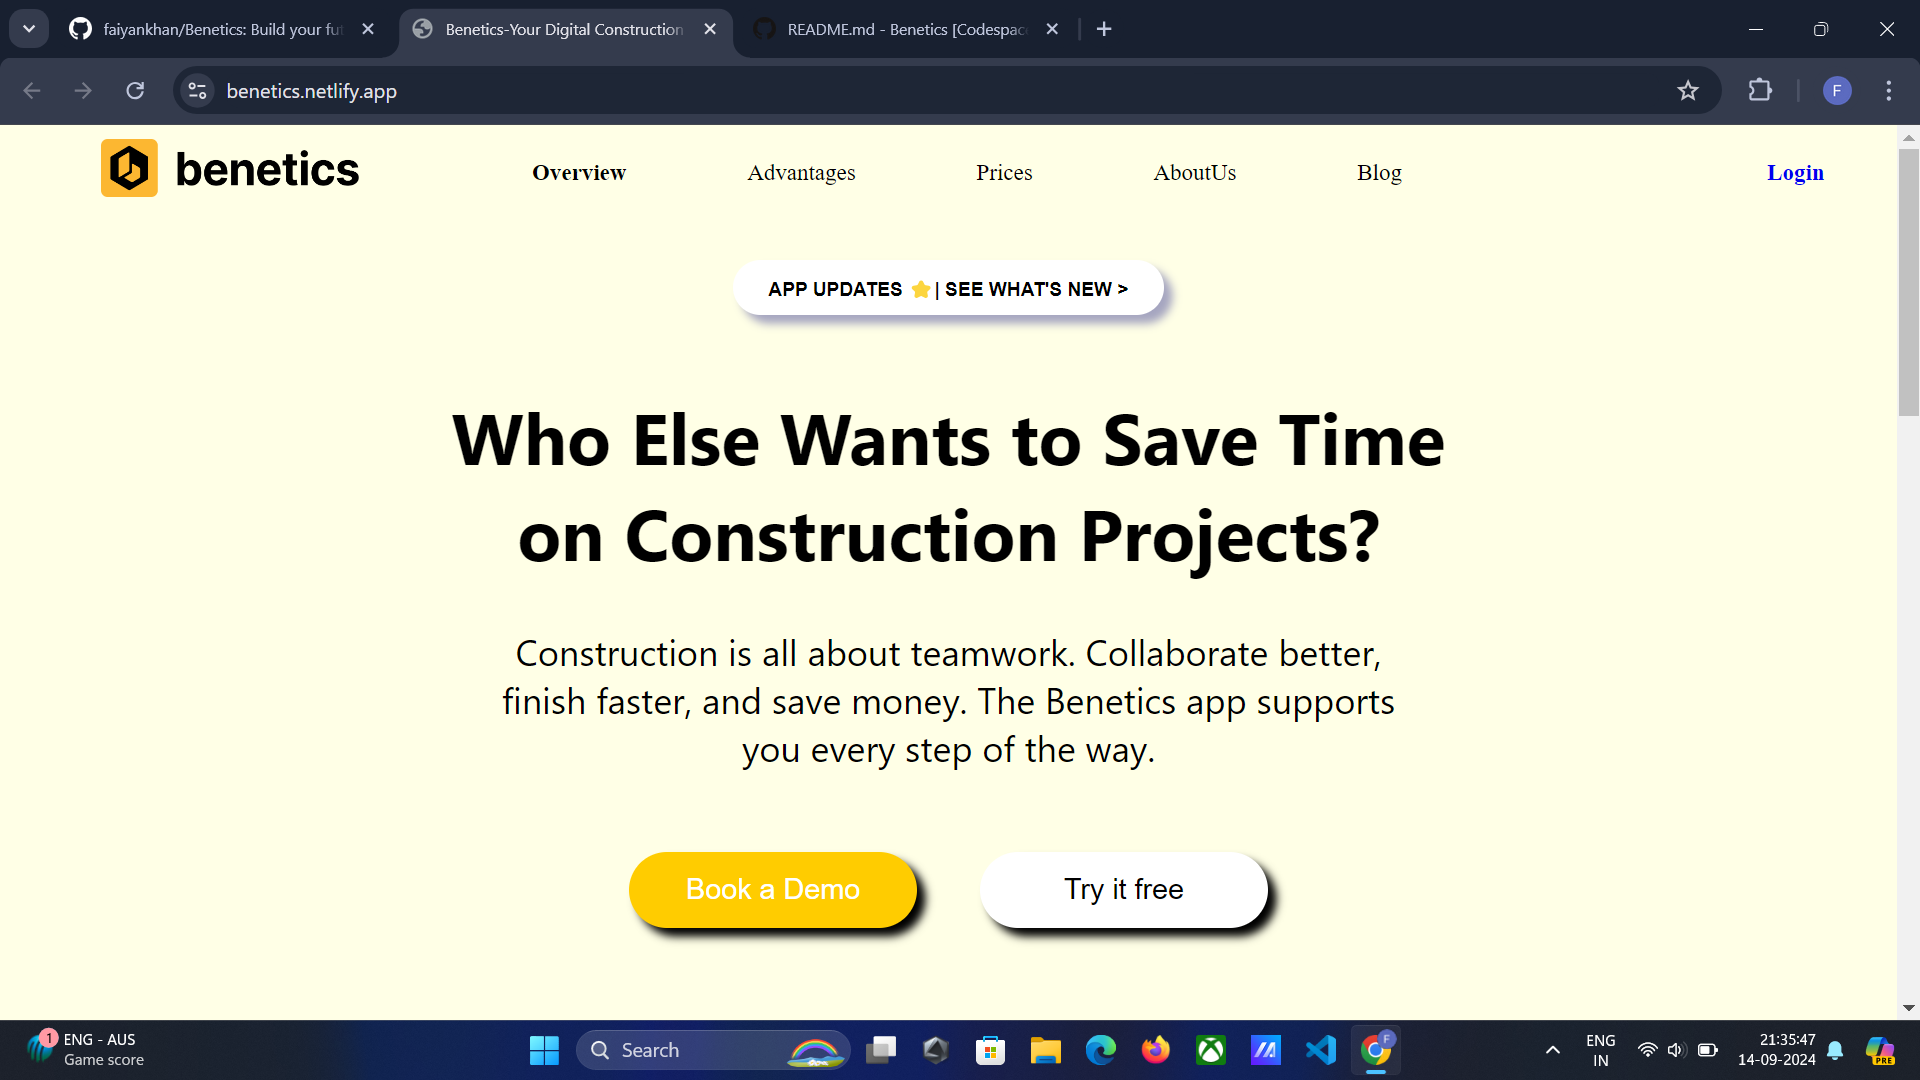 faiyankhan/Benetics: Build your fut
Benetics-Your Digital Construction
README.md - Benetics [Codespac
benetics.netlify.app
F
benetics
Overview
Advantages
Prices
AboutUs
Blog
Login
APP UPDATES ⭐ | SEE WHAT'S NEW >
Who Else Wants to Save Time
on Construction Projects?
Construction is all about teamwork. Collaborate better,
finish faster, and save money. The Benetics app supports
you every step of the way.
Book a Demo
Try it free
1
ENG - AUS
Game score
Search
F
ENG
IN
21:35:47
14-09-2024
PRE